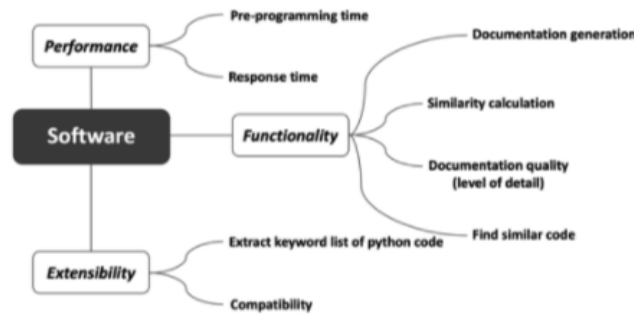 Pre-programming time
Performance
Response time
Documentation generation
Similarity calculation
Software
Functionality
Documentation quality
(level of detail)
Find similar code
Extract keyword list of python code
Extensibility
Compatibility